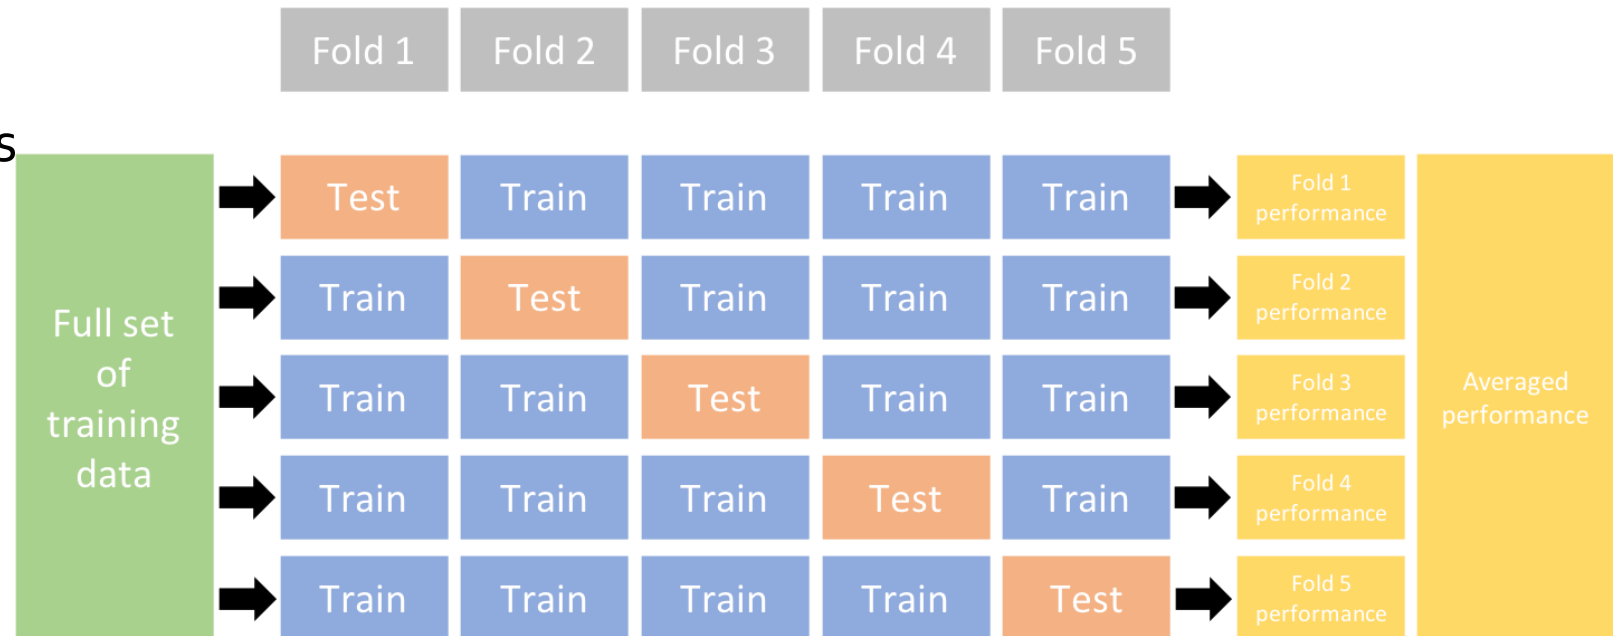 Fold 1 Fold 2 Fold 3 Fold 4 Fold 5
s
Full set
of
training
data
Test Train Train Train Train
Fold 1
performance
Train Test Train Train Train
Fold 2
performance
Train Train Test Train Train
Fold 3
performance
Train Train Train Test Train
Fold 4
performance
Train Train Train Train Test
Fold 5
performance
Averaged
performance